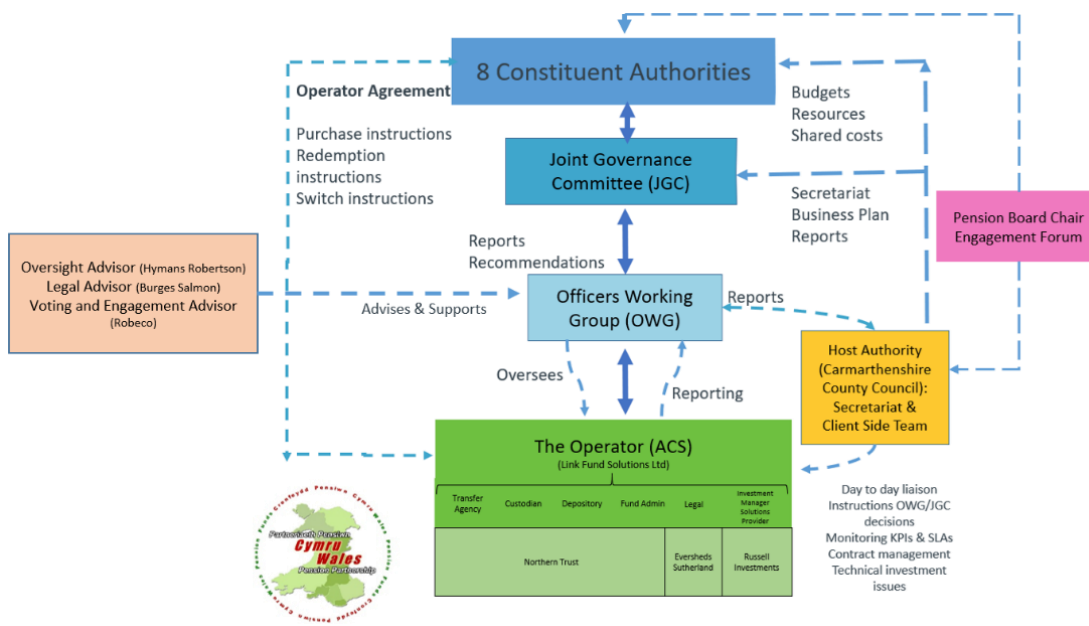 8 Constituent Authorities
Operator Agreement
Purchase instructions
Redemption
instructions
Switch instructions
Budgets
Resources
Shared costs
Joint Governance
Committee (JGC)
Secretariat
Business Plan
Reports
Pension Board Chair
Engagement Forum
Oversight Advisor (Hymans Robertson)
Legal Advisor (Burges Salmon)
Voting and Engagement Advisor
(Robeco)
Advises & Supports
Reports
Recommendations
Officers Working
Group (OWG)
Reports
Host Authority
(Carmarthenshire
County Council):
Secretariat &
Client Side Team
Oversees
Reporting
The Operator (ACS)
(Link Fund Solutions Ltd)
Transfer
Agency
Custodian
Depository
Fund Admin
Legal
Investment
Manager
Solutions
Provider
Northern Trust
Eversheds
Sutherland
Russell
Investments
Day to day liaison
Instructions OWG/JGC
decisions
Monitoring KPIs & SLAs
Contract management
Technical investment
issues
Partneriaeth Pensiwn
Cymru
Wales
Pension Partnership